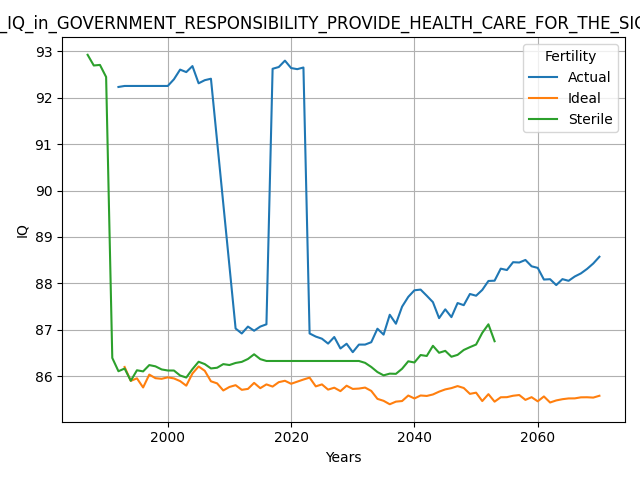 _IQ_in_GOVERNMENT_RESPONSIBILITY_PROVIDE_HEALTH_CARE_FOR_THE_SIC
Fertility
Actual
Ideal
Sterile
IQ
93
92
91
90
89
88
87
86
2000 2020 2040 2060
Years